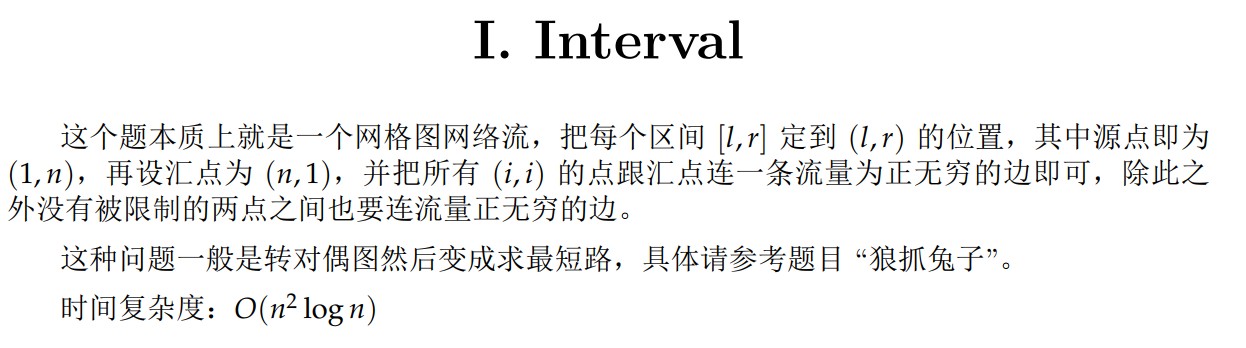 I. Interval
这个题本质上就是一个网格图网络流，把每个区间 [l, r] 定到 (l, r) 的位置，其中源点即为
(1, n)，再设汇点为 (n, 1)，并把所有 (i, i) 的点跟汇点连一条流量为正无穷的边即可，除此之
外没有被限制的两点之间也要连流量正无穷的边。
这种问题一般是转对偶图然后变成求最短路，具体请参考题目 “狼抓兔子”。
时间复杂度：O(n² log n)